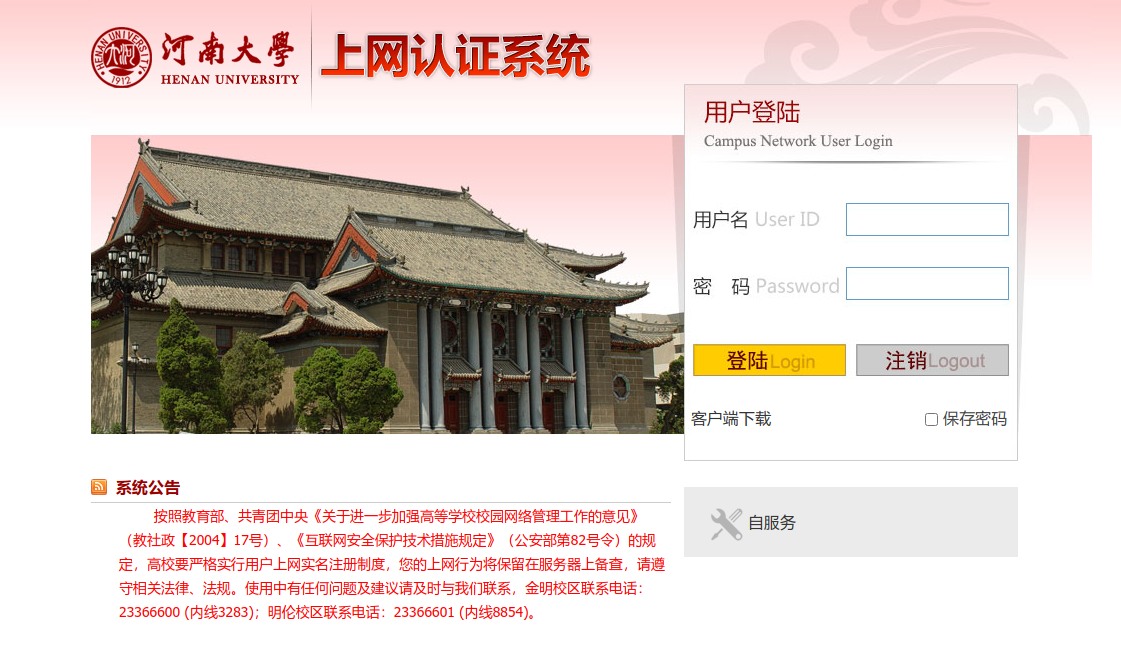 河南大學
HENAN UNIVERSITY
HENAN UNIVERSITY
1912
上网认证系统
用户登陆
Campus Network User Login
用户名 User ID
密 码 Password
登陆Login
注销Logout
客户端下载
保存密码
自服务
系统公告
按照教育部、共青团中央《关于进一步加强高等学校校园网络管理工作的意见》
（教社政【2004】17号）、《互联网安全保护技术措施规定》（公安部第82号令）的规
定，高校要严格实行用户上网实名注册制度，您的上网行为将保留在服务器上备查，请遵
守相关法律、法规。使用中有任何问题及建议请及时与我们联系，金明校区联系电话：
23366600 (内线3283)；明伦校区联系电话：23366601 (内线8854)。